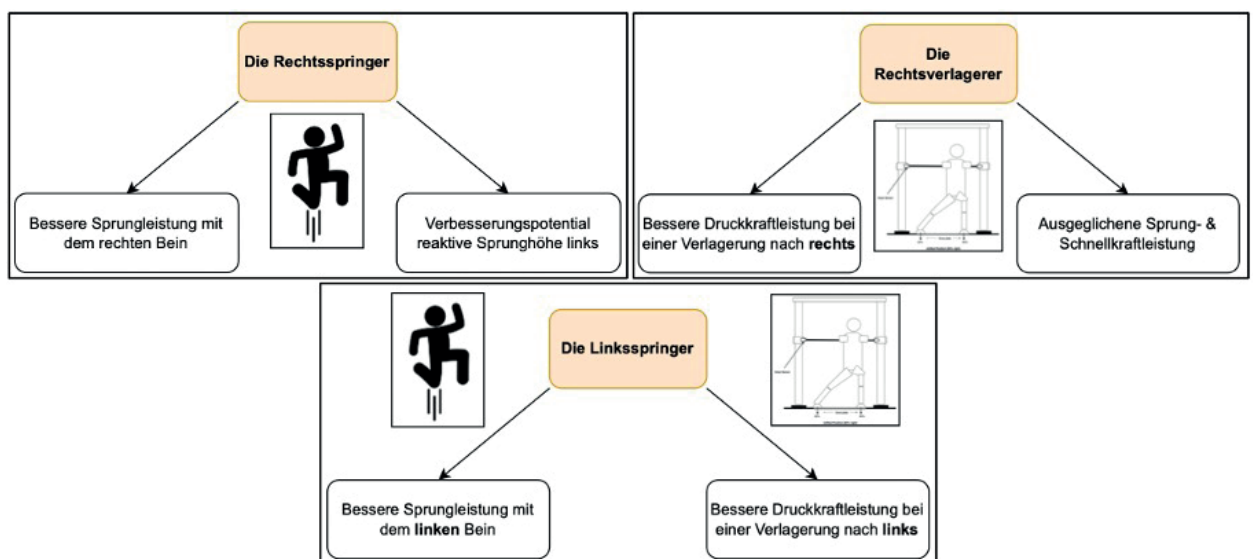 Die Rechtsspringer
Bessere Sprungleistung mit
dem rechten Bein
Verbesserungspotential
reaktive Sprunghöhe links
Die
Rechtsverlagerer
Bessere Druckkraftleistung bei
einer Verlagerung nach rechts
Ausgeglichene Sprung- &
Schnellkraftleistung
Die Linksspringer
Bessere Sprungleistung mit
dem linken Bein
Bessere Druckkraftleistung bei
einer Verlagerung nach links